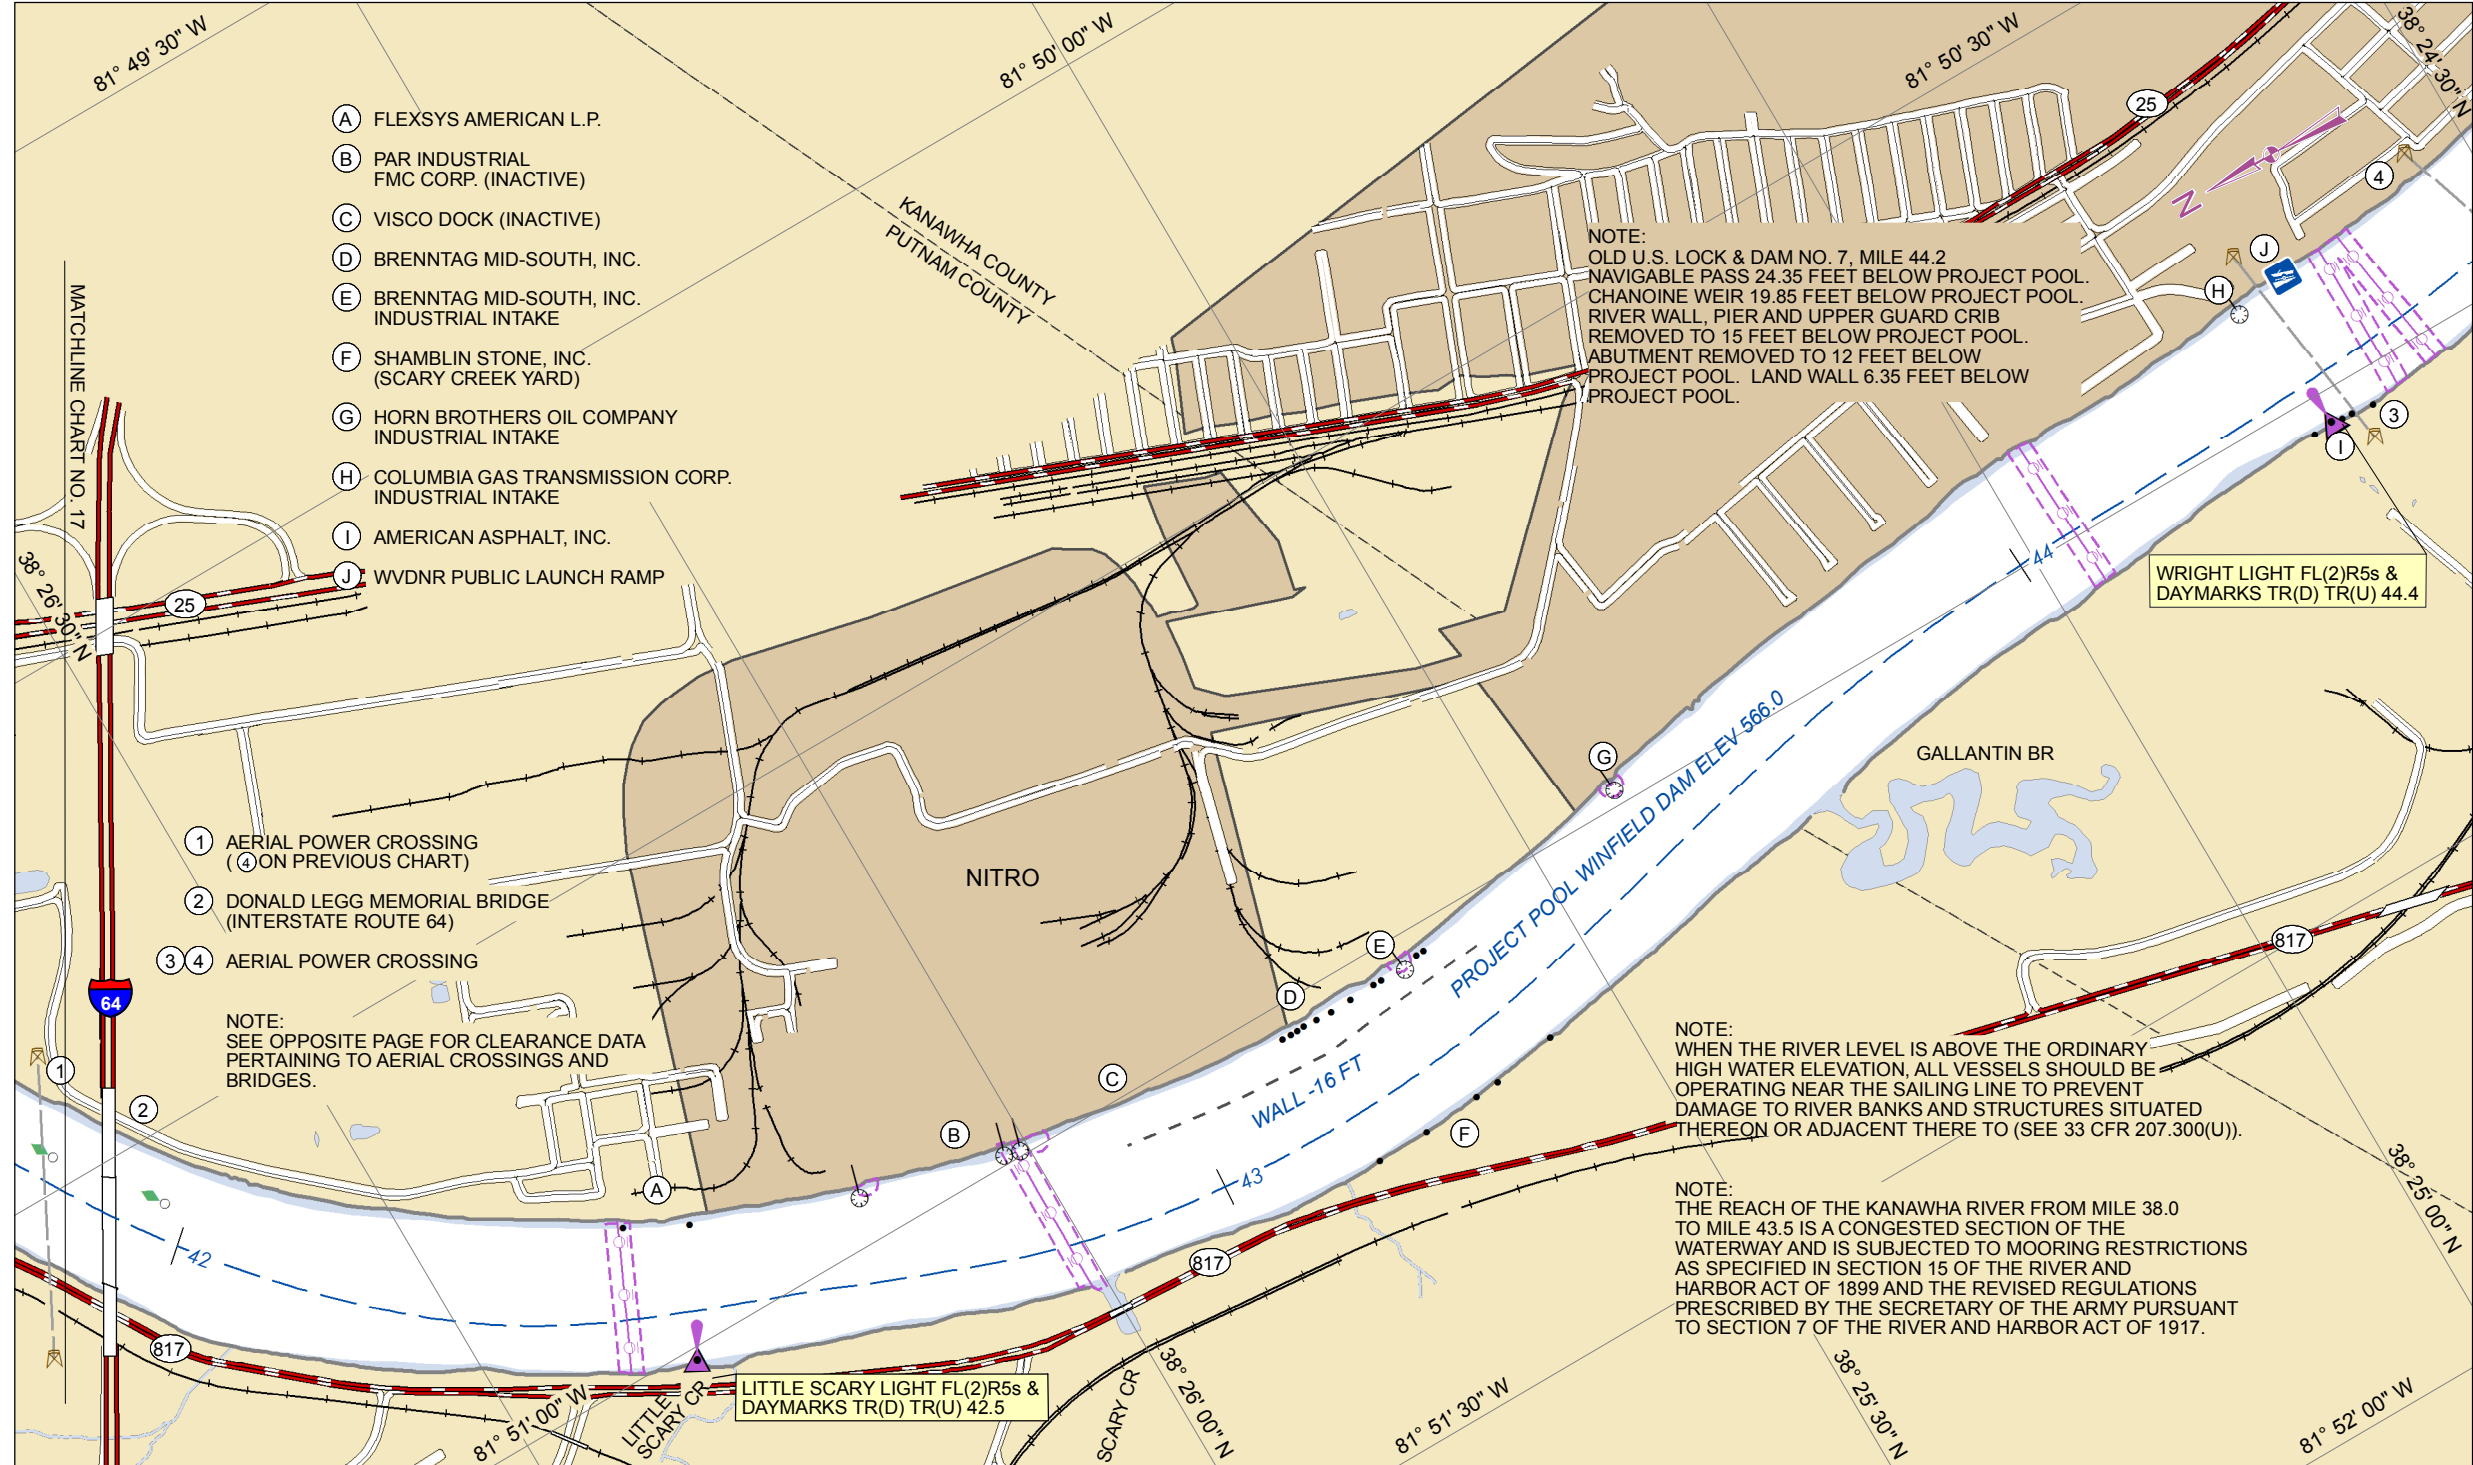 81° 49' 30" W
81° 50' 00" W
81° 50' 30" W
38° 24' 30" N
MATCHLINE CHART NO. 17
A FLEXSYS AMERICAN L.P.
B PAR INDUSTRIAL
FMC CORP. (INACTIVE)
C VISCO DOCK (INACTIVE)
D BRENNTAG MID-SOUTH, INC.
E BRENNTAG MID-SOUTH, INC.
INDUSTRIAL INTAKE
F SHAMBLIN STONE, INC.
(SCARY CREEK YARD)
G HORN BROTHERS OIL COMPANY
INDUSTRIAL INTAKE
H COLUMBIA GAS TRANSMISSION CORP.
INDUSTRIAL INTAKE
I AMERICAN ASPHALT, INC.
J WVDNR PUBLIC LAUNCH RAMP
KANAWHA COUNTY
PUTNAM COUNTY
25
N
4
J
H
3
I
NOTE:
OLD U.S. LOCK & DAM NO. 7, MILE 44.2
NAVIGABLE PASS 24.35 FEET BELOW PROJECT POOL.
CHANOINE WEIR 19.85 FEET BELOW PROJECT POOL.
RIVER WALL, PIER AND UPPER GUARD CRIB
REMOVED TO 15 FEET BELOW PROJECT POOL.
ABUTMENT REMOVED TO 12 FEET BELOW
PROJECT POOL. LAND WALL 6.35 FEET BELOW
PROJECT POOL.
44
WRIGHT LIGHT FL(2)R5s &
DAYMARKS TR(D) TR(U) 44.4
38° 26' 30" N
25
PROJECT POOL WINFIELD DAM ELEV 566.0
GALLANTIN BR
G
1 AERIAL POWER CROSSING
( 4 ON PREVIOUS CHART)
2 DONALD LEGG MEMORIAL BRIDGE
(INTERSTATE ROUTE 64)
3 4 AERIAL POWER CROSSING
NITRO
64
E
D
817
NOTE:
SEE OPPOSITE PAGE FOR CLEARANCE DATA
PERTAINING TO AERIAL CROSSINGS AND
BRIDGES.
1
2
C
B
A
WALL -16 FT
F
NOTE:
WHEN THE RIVER LEVEL IS ABOVE THE ORDINARY
HIGH WATER ELEVATION, ALL VESSELS SHOULD BE
OPERATING NEAR THE SAILING LINE TO PREVENT
DAMAGE TO RIVER BANKS AND STRUCTURES SITUATED
THEREON OR ADJACENT THERE TO (SEE 33 CFR 207.300(U)).
NOTE:
THE REACH OF THE KANAWHA RIVER FROM MILE 38.0
TO MILE 43.5 IS A CONGESTED SECTION OF THE
WATERWAY AND IS SUBJECTED TO MOORING RESTRICTIONS
AS SPECIFIED IN SECTION 15 OF THE RIVER AND
HARBOR ACT OF 1899 AND THE REVISED REGULATIONS
PRESCRIBED BY THE SECRETARY OF THE ARMY PURSUANT
TO SECTION 7 OF THE RIVER AND HARBOR ACT OF 1917.
38° 25' 00" N
42
43
817
817
LITTLE SCARY LIGHT FL(2)R5s &
DAYMARKS TR(D) TR(U) 42.5
81° 51' 00" W
LITTLE
SCARY CR
SCARY CR
38° 26' 00" N
81° 51' 30" W
38° 25' 30" N
81° 52' 00" W